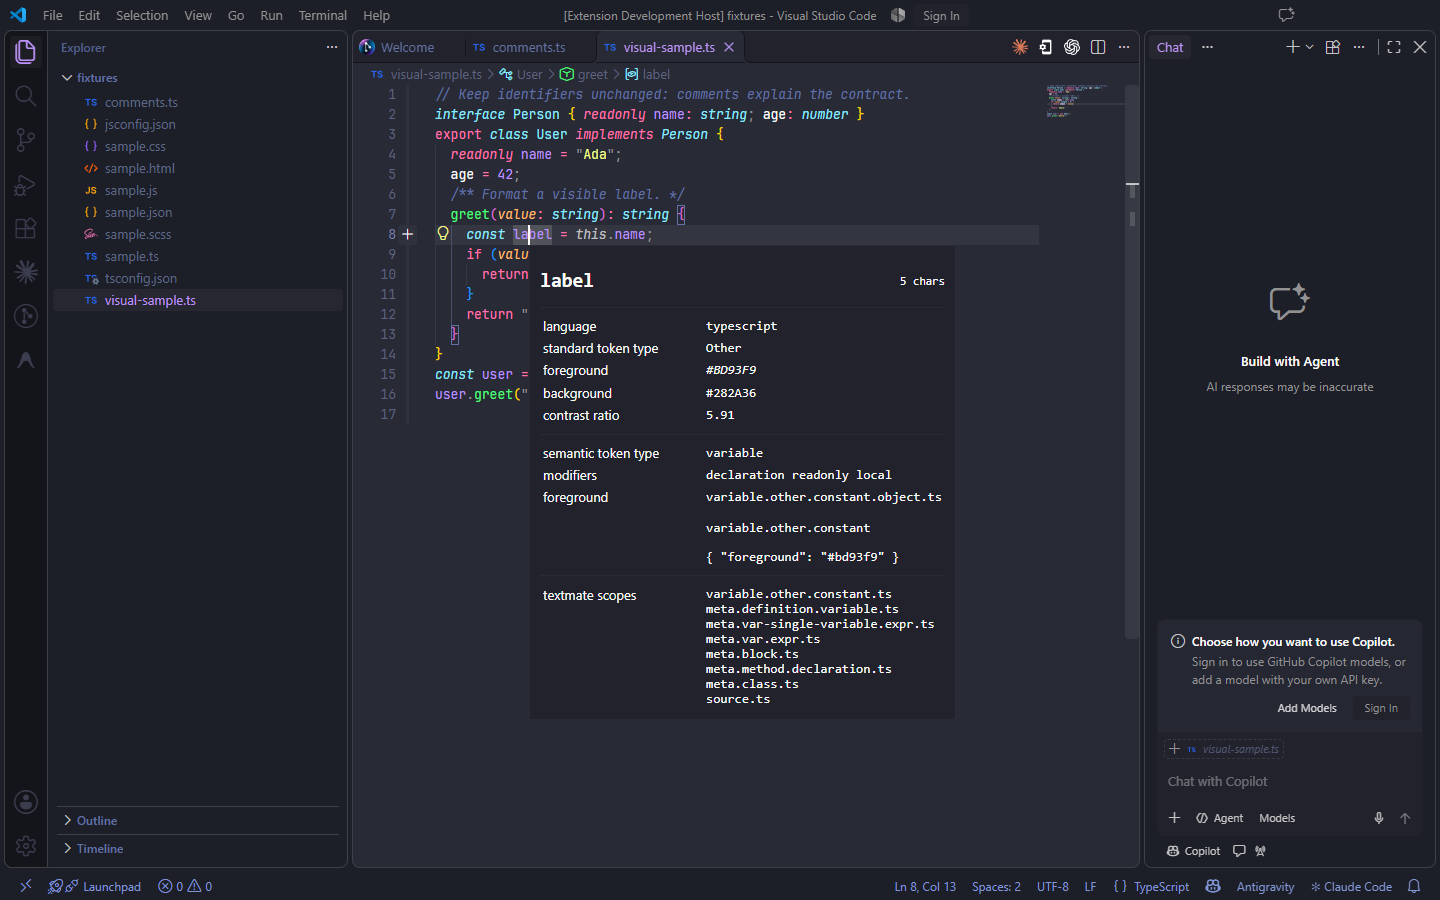 File Edit Selection View Go Run Terminal Help
[Extension Development Host] fixtures - Visual Studio Code
Sign In
Explorer
fixtures
TS comments.ts
{ } jsconfig.json
{ } sample.css
</> sample.html
JS sample.js
{ } sample.json
sample.scss
TS sample.ts
TS tsconfig.json
TS visual-sample.ts
Outline
Timeline
Welcome
TS comments.ts
TS visual-sample.ts
TS visual-sample.ts > User > greet > label
1 // Keep identifiers unchanged: comments explain the contract.
2 interface Person { readonly name: string; age: number }
3 export class User implements Person {
4 readonly name = "Ada";
5 age = 42;
6 /** Format a visible label. */
7 greet(value: string): string {
8 const label = this.name;
9 if (valu
10 return
11 }
12 return "
13 }
14 }
15 const user =
16 user.greet("
17
label 5 chars
language typescript
standard token type Other
foreground #BD93F9
background #282A36
contrast ratio 5.91
semantic token type variable
modifiers declaration readonly local
foreground variable.other.constant.object.ts
variable.other.constant
{ "foreground": "#bd93f9" }
textmate scopes variable.other.constant.ts
meta.definition.variable.ts
meta.var-single-variable.expr.ts
meta.var.expr.ts
meta.block.ts
meta.method.declaration.ts
meta.class.ts
source.ts
Chat
Build with Agent
AI responses may be inaccurate
Choose how you want to use Copilot.
Sign in to use GitHub Copilot models, or
add a model with your own API key.
Add Models Sign In
TS visual-sample.ts
Chat with Copilot
Agent Models
Copilot
Launchpad 0 0
Ln 8, Col 13 Spaces: 2 UTF-8 LF { } TypeScript Antigravity Claude Code